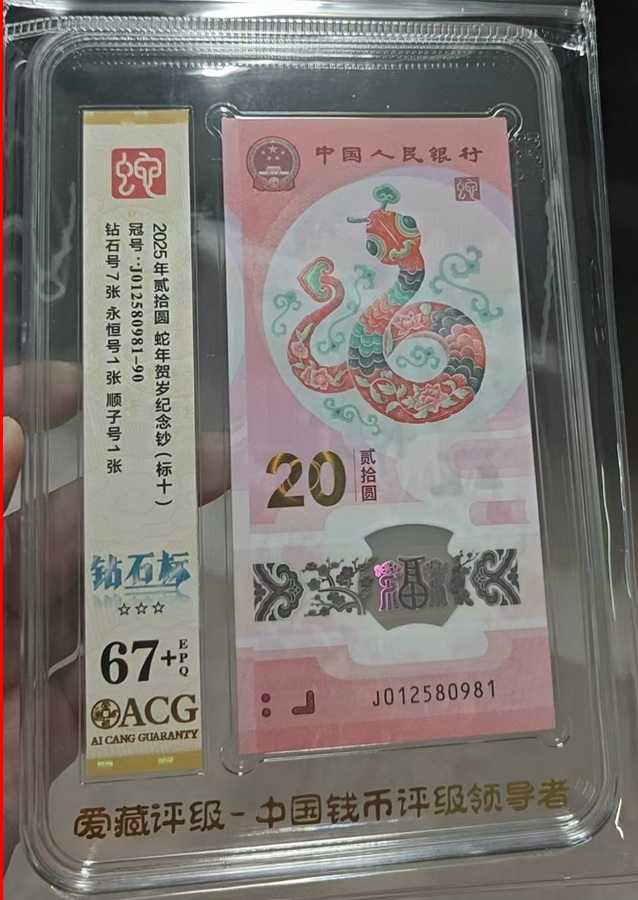 蛇
2025年贰拾圆 蛇年贺岁纪念钞(标十)
冠号:J012580981-90
钻石号7张 永恒号1张 顺子号1张
钻石标
☆☆☆
67+EPQ
ACG
AI CANG GUARANTY
中国人民银行
蛇
20
贰拾圆
福
J012580981
爱藏评级-中国钱币评级领导者